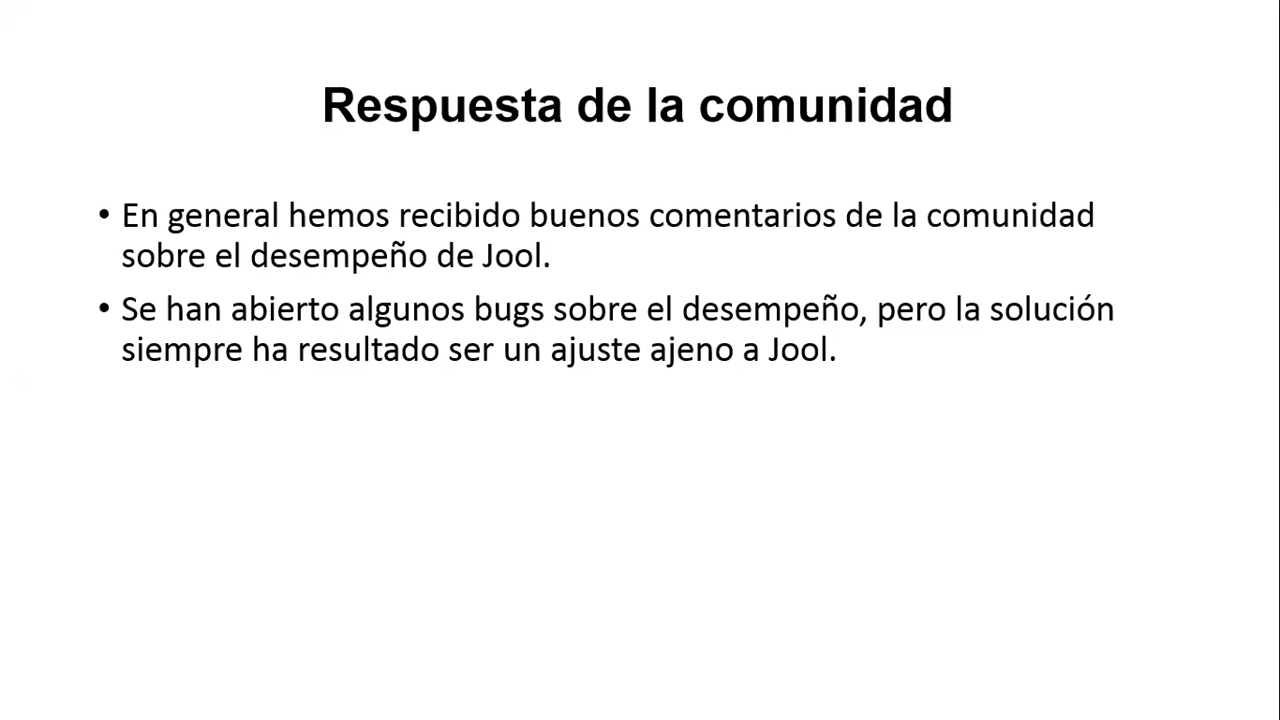 Respuesta de la comunidad
• En general hemos recibido buenos comentarios de la comunidad
sobre el desempeño de Jool.
• Se han abierto algunos bugs sobre el desempeño, pero la solución
siempre ha resultado ser un ajuste ajeno a Jool.